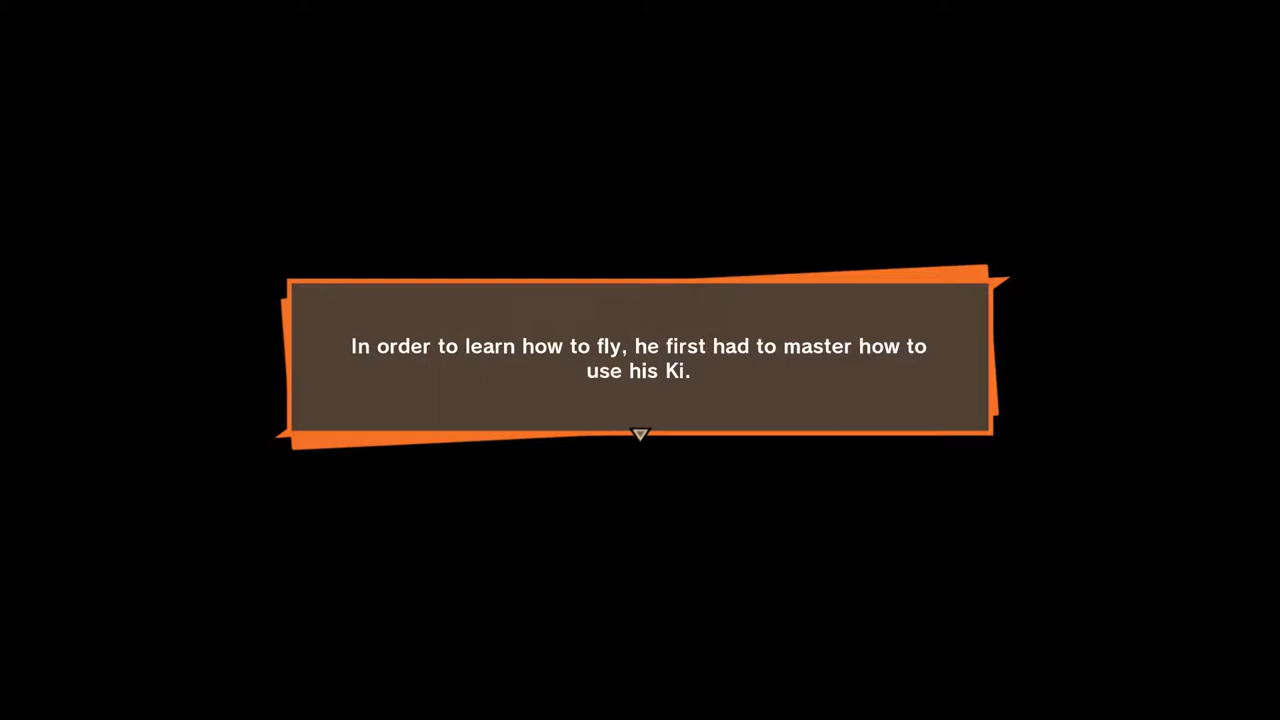 In order to learn how to fly, he first had to master how to
use his Ki.